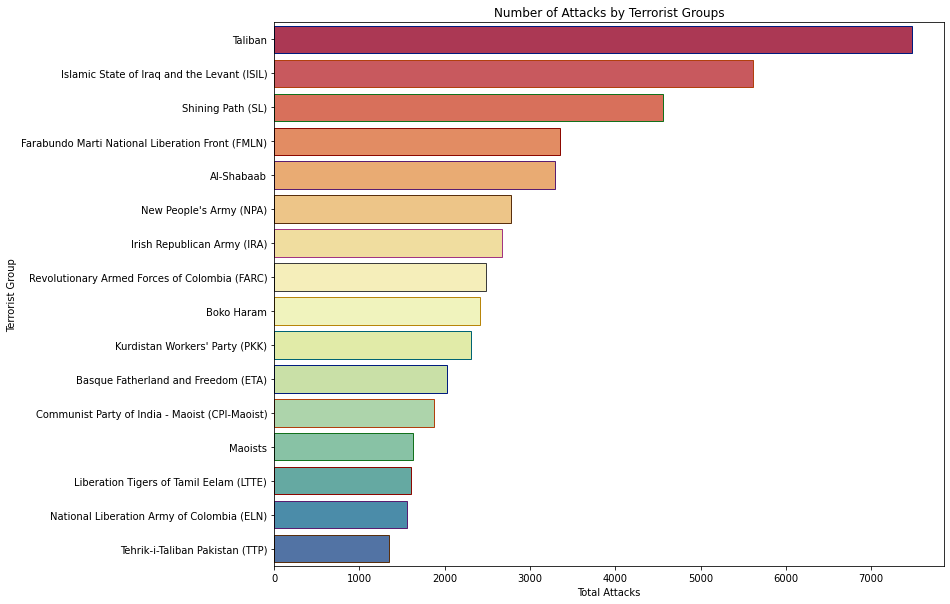 Number of Attacks by Terrorist Groups
Taliban
Islamic State of Iraq and the Levant (ISIL)
Shining Path (SL)
Farabundo Marti National Liberation Front (FMLN)
Al-Shabaab
New People's Army (NPA)
Irish Republican Army (IRA)
Revolutionary Armed Forces of Colombia (FARC)
Boko Haram
Kurdistan Workers' Party (PKK)
Basque Fatherland and Freedom (ETA)
Communist Party of India - Maoist (CPI-Maoist)
Maoists
Liberation Tigers of Tamil Eelam (LTTE)
National Liberation Army of Colombia (ELN)
Tehrik-i-Taliban Pakistan (TTP)
Terrorist Group
0 1000 2000 3000 4000 5000 6000 7000
Total Attacks